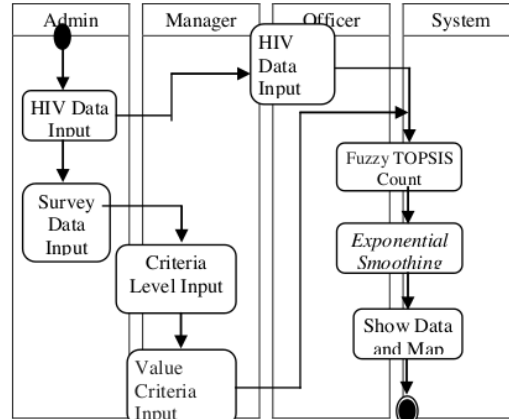 Admin
Manager
Officer
System
HIV
Data
Input
HIV Data
Input
Fuzzy TOPSIS
Count
Survey
Data
Input
Exponential
Smoothing
Criteria
Level Input
Show Data
and Map
Value
Criteria
Input